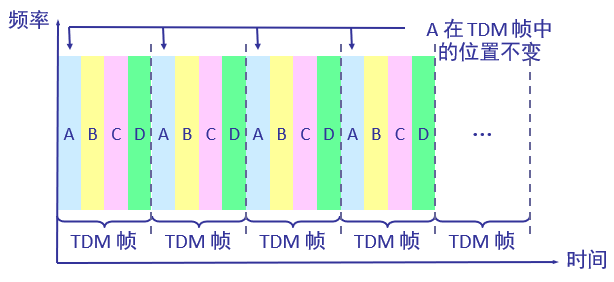 频率
A 在 TDM 帧中
的位置不变
A B C D A B C D A B C D A B C D …
TDM 帧 TDM 帧 TDM 帧 TDM 帧 TDM 帧
时间